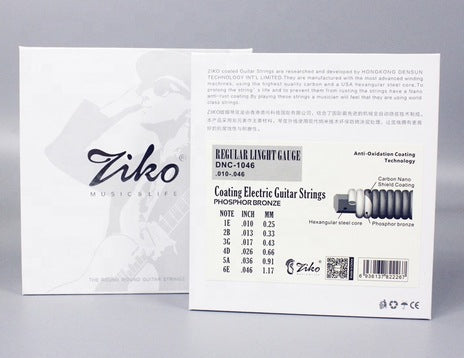 Ziko
MUSIC&LIFE
THE ROUND WOUND GUITAR STRINGS
ZIKO coated Guitar Strings are researched and developed by HONGKONG DENSUN
TECHNOLOGY INT'L LIMITED.They are manufactured with the most advanced winding
machines, using the highest quality carbon and a USA Hexangular steel core.To
prolong the string's life and to prevent them from rusting the strings have a Nano
anti-rust coating By playing these strings a musician will feel that they are using world
class strings.
REGULAR LINGHT GAUGE
DNC-1046
.010-.046
Anti-Oxidation Coating
Technology
Coating Electric Guitar Strings
PHOSPHOR BRONZE
Carbon Nano
Shield Coating
Hexangular steel core
Phosphor bronze
NOTE INCH MM
1E .010 0.25
2B .013 0.33
3G .017 0.43
4D .026 0.66
5A .036 0.91
6E .046 1.17
Ziko
6 936137 822267
CE